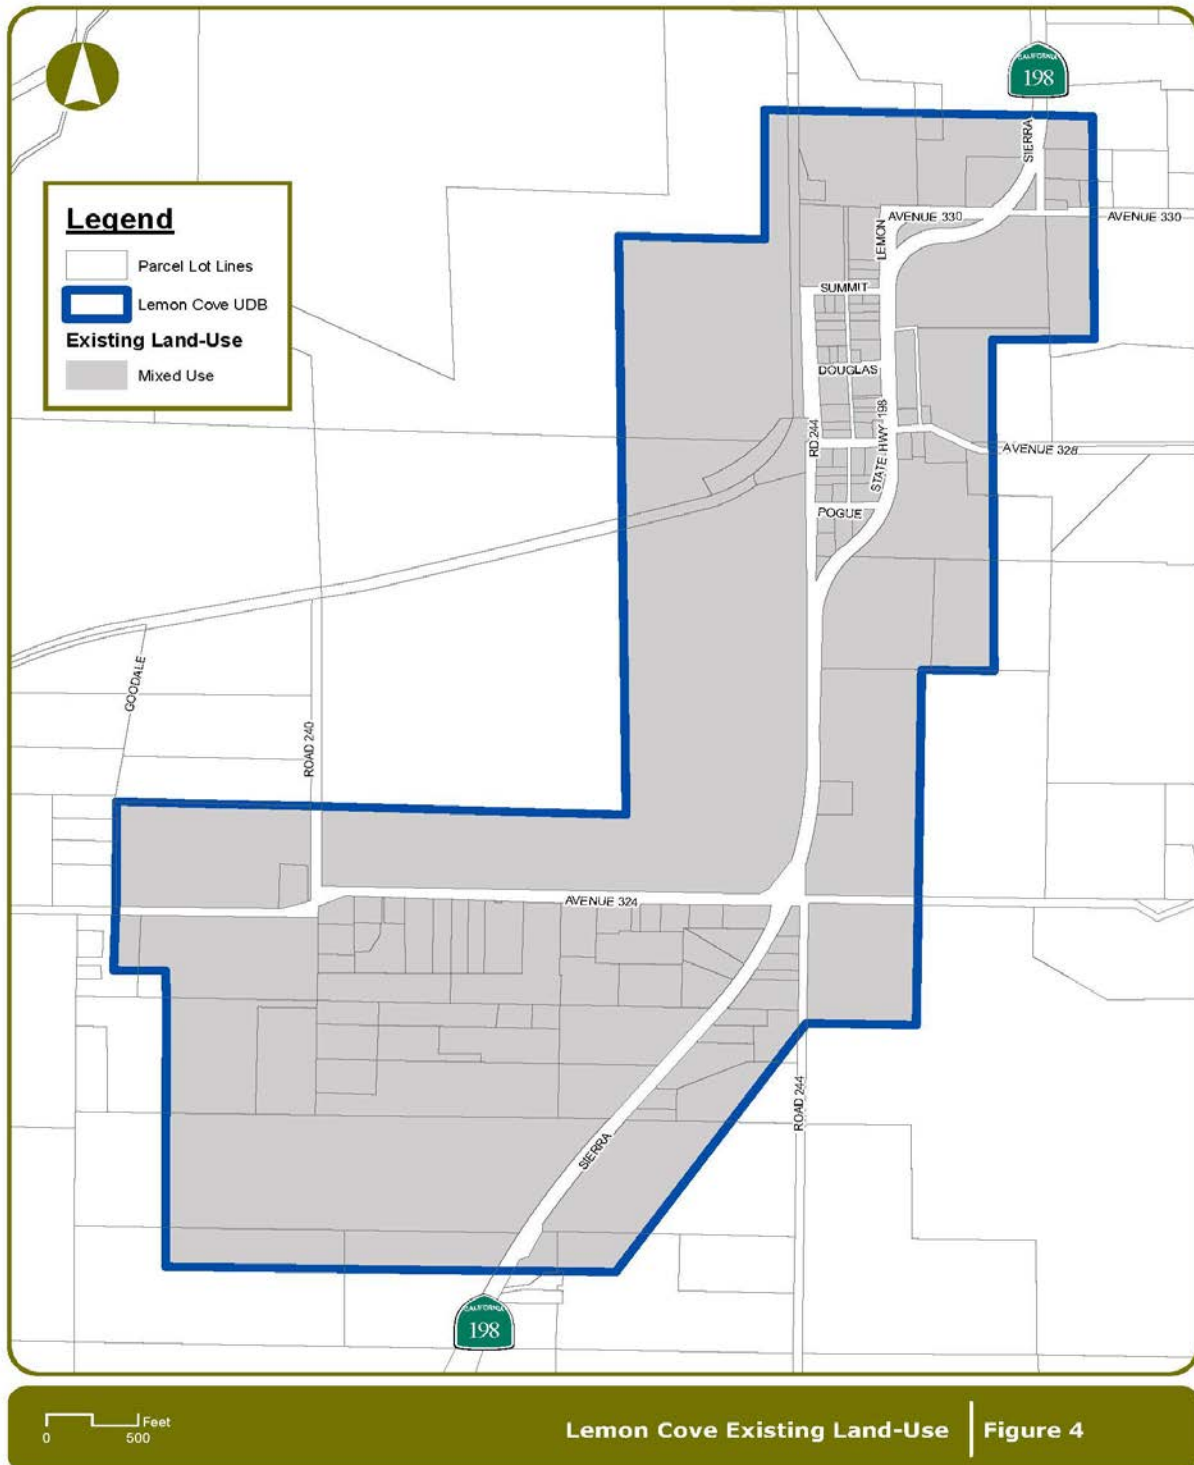 CALIFORNIA
198
SIERRA
Legend
Parcel Lot Lines
Lemon Cove UDB
Existing Land-Use
Mixed Use
AVENUE 330
AVENUE 330
LEMON
SUMMIT
DOUGLAS
RD 244
STATE HWY 198
AVENUE 328
POGUE
GOODALE
ROAD 240
AVENUE 324
ROAD 244
SIERRA
CALIFORNIA
198
Feet
0 500
Lemon Cove Existing Land-Use Figure 4